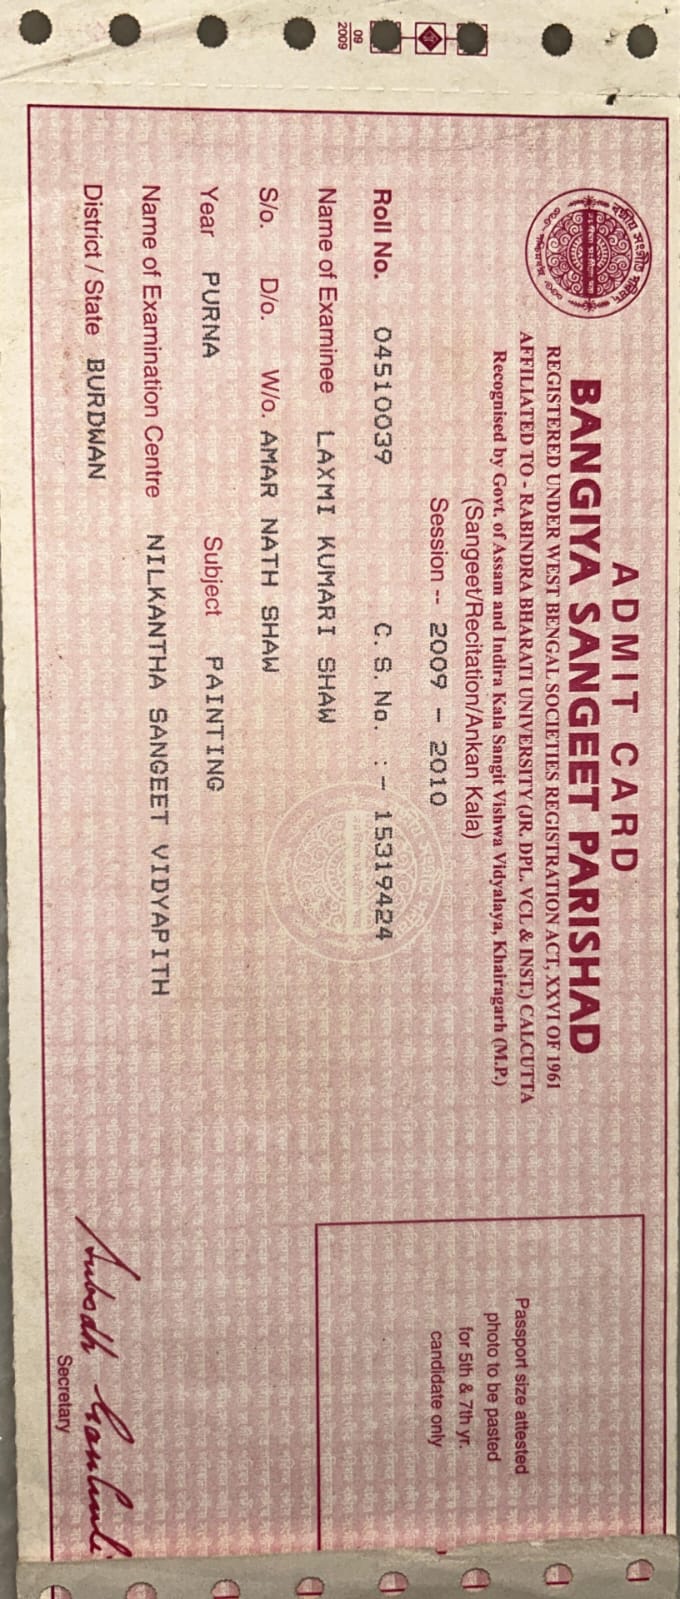 09
2009
ADMIT CARD
BANGIYA SANGEET PARISHAD
REGISTERED UNDER WEST BENGAL SOCIETIES REGISTRATION ACT, XXVI OF 1961
AFFILIATED TO - RABINDRA BHARATI UNIVERSITY (JR. DPL. VCL & INST.) CALCUTTA
Recognised by Govt. of Assam and Indira Kala Sangit Vishwa Vidyalaya, Khairagarh (M.P.)
(Sangeet/Recitation/Ankan Kala)
Session -- 2009 - 2010
Passport size attested
photo to be pasted
for 5th & 7th yr.
candidate only
Roll No. 04510039 C. S. No. : - 15319424
Name of Examinee LAXMI KUMARI SHAW
S/o. D/o. W/o. AMAR NATH SHAW
Year PURNA Subject PAINTING
Name of Examination Centre NILKANTHA SANGEET VIDYAPITH
District / State BURDWAN
Secretary